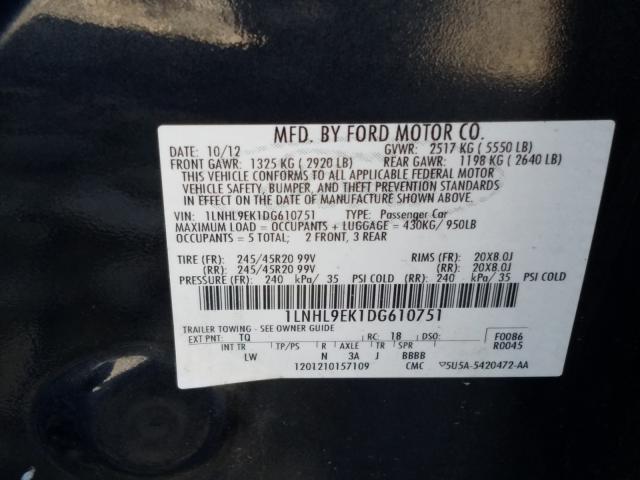 MFD. BY FORD MOTOR CO.
DATE: 10/12 GVWR: 2517 KG ( 5550 LB)
FRONT GAWR: 1325 KG ( 2920 LB) REAR GAWR: 1198 KG ( 2640 LB)
THIS VEHICLE CONFORMS TO ALL APPLICABLE FEDERAL MOTOR
VEHICLE SAFETY, BUMPER, AND THEFT PREVENTION STANDARDS
IN EFFECT ON THE DATE OF MANUFACTURE SHOWN ABOVE.
VIN: 1LNHL9EK1DG610751 TYPE: Passenger Car
MAXIMUM LOAD = OCCUPANTS + LUGGAGE = 430KG/ 950LB
OCCUPANTS = 5 TOTAL; 2 FRONT, 3 REAR
TIRE (FR): 245/45R20 99V RIMS (FR): 20X8.0J
(RR): 245/45R20 99V (RR): 20X8.0J
PRESSURE (FR): 240 kPa/ 35 PSI COLD (RR): 240 kPa/ 35 PSI COLD
1LNHL9EK1DG610751
TRAILER TOWING - SEE OWNER GUIDE
EXT PNT: TQ RC: 18 DSO: F0086
INT TR TP/PS R AXLE TR SPR R0045
LW N 3A J BBBB
1201210157109 CMC 5U5A-5420472-AA